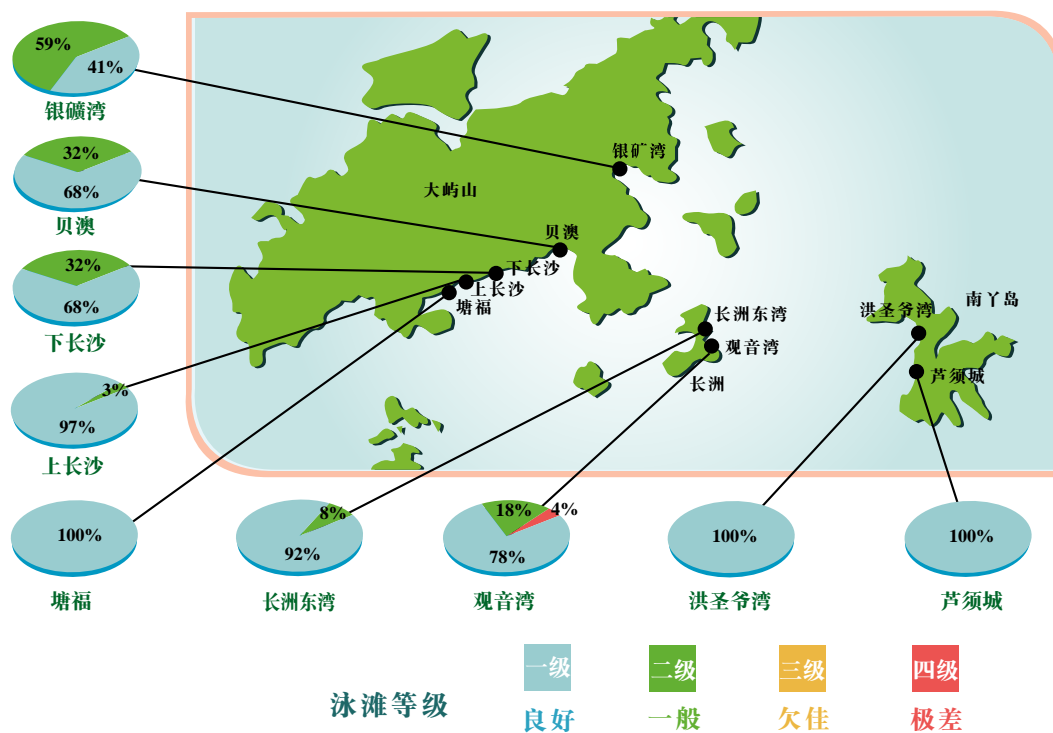 59%
41%
银礦湾
32%
68%
贝澳
32%
68%
下长沙
3%
97%
上长沙
100%
塘福
8%
92%
长洲东湾
18%
4%
78%
观音湾
100%
洪圣爷湾
100%
芦须城
银矿湾
大屿山
贝澳
下长沙
上长沙
塘福
长洲东湾
观音湾
长洲
洪圣爷湾
南丫岛
芦须城
泳滩等级
一级
良好
二级
一般
三级
欠佳
四级
极差